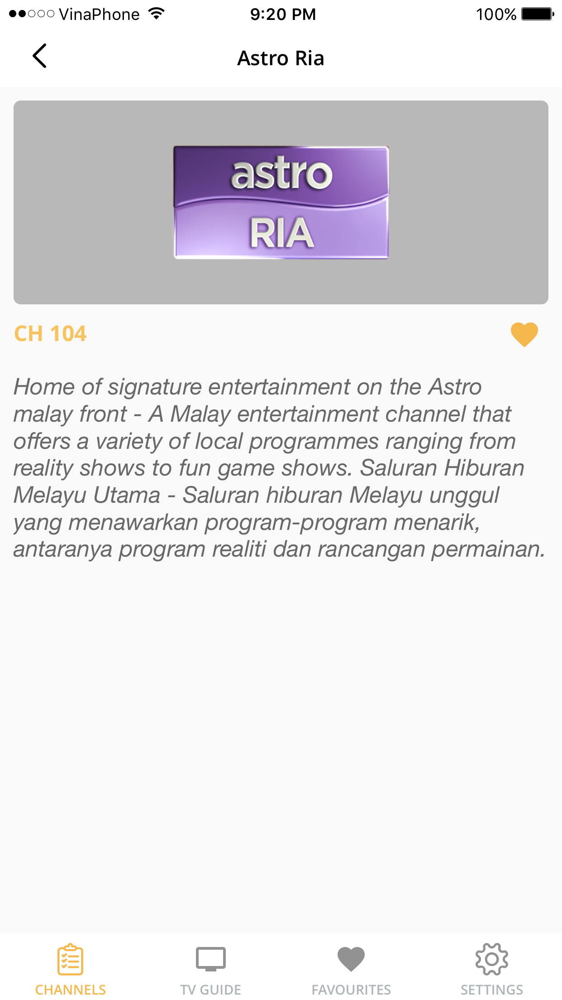 VinaPhone 9:20 PM 100%
Astro Ria
astro
RIA
CH 104
Home of signature entertainment on the Astro
malay front - A Malay entertainment channel that
offers a variety of local programmes ranging from
reality shows to fun game shows. Saluran Hiburan
Melayu Utama - Saluran hiburan Melayu unggul
yang menawarkan program-program menarik,
antaranya program realiti dan rancangan permainan.
CHANNELS TV GUIDE FAVOURITES SETTINGS